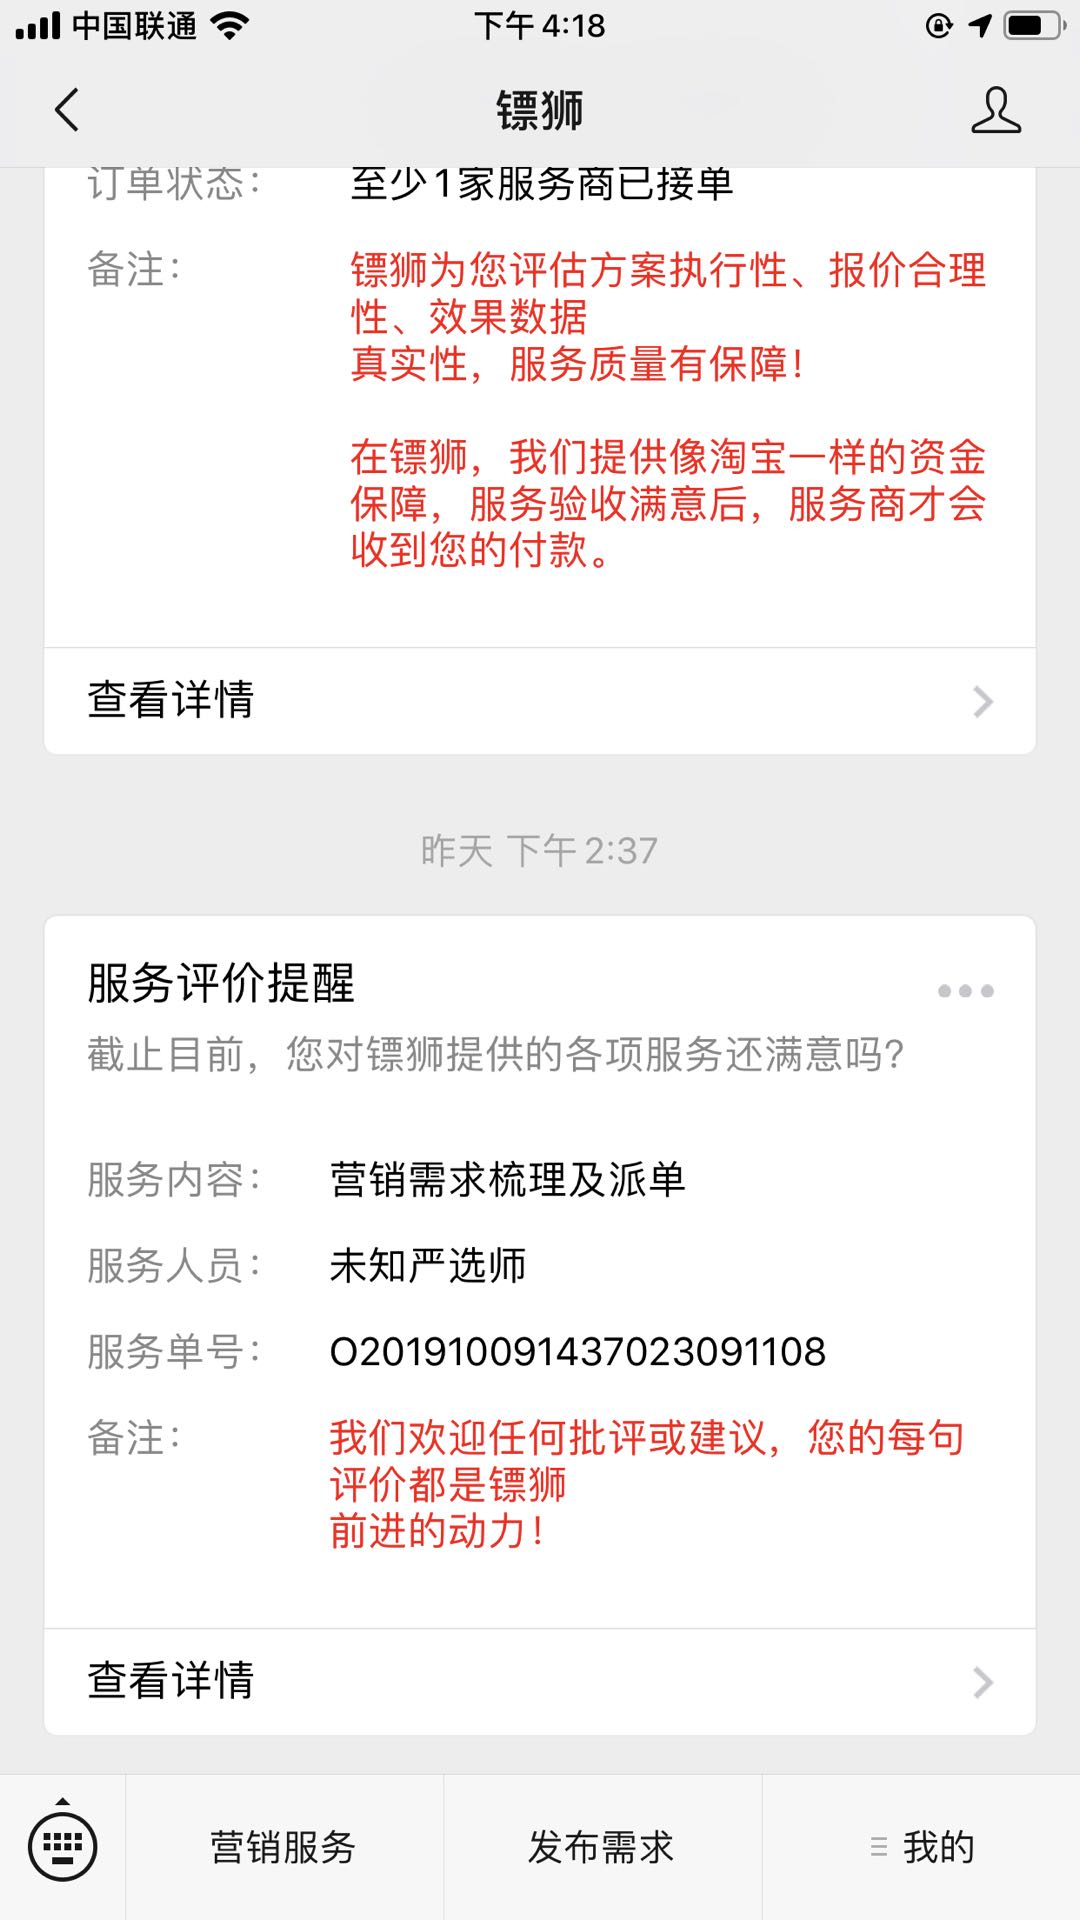 中国联通
下午4:18
镖狮
订单状态：
至少1家服务商已接单
备注：
镖狮为您评估方案执行性、报价合理
性、效果数据
真实性，服务质量有保障！
在镖狮，我们提供像淘宝一样的资金
保障，服务验收满意后，服务商才会
收到您的付款。
查看详情
昨天 下午2:37
服务评价提醒
截止目前，您对镖狮提供的各项服务还满意吗?
服务内容：
营销需求梳理及派单
服务人员：
未知严选师
服务单号：
O201910091437023091108
备注：
我们欢迎任何批评或建议，您的每句
评价都是镖狮
前进的动力！
查看详情
营销服务
发布需求
我的